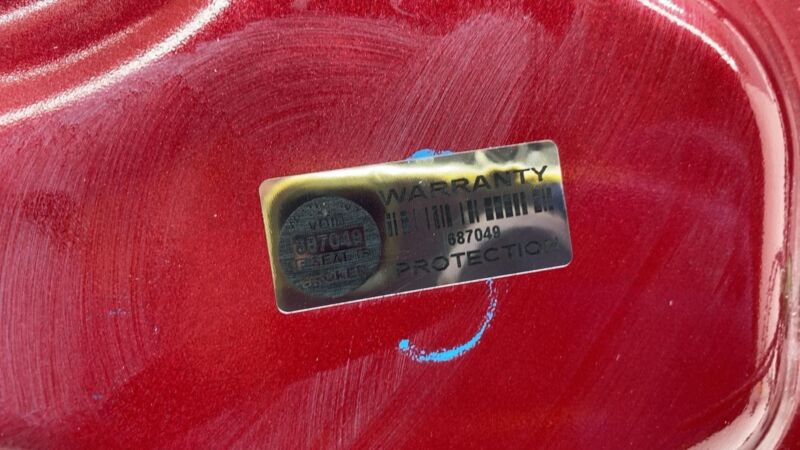 WARRANTY
687049
PROTECTION
VOID
687049
IF SEAL IS
BROKEN